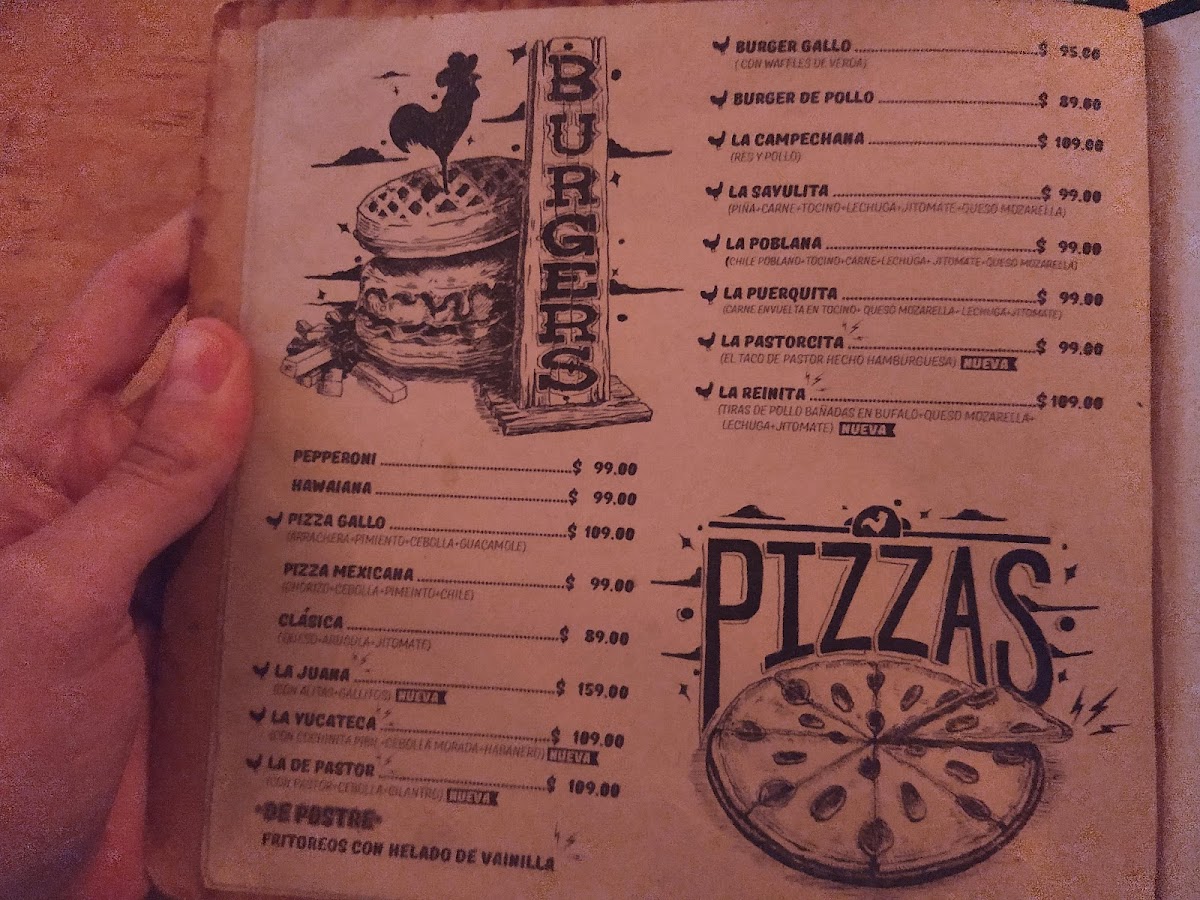 BURGERS
BURGER GALLO $ 95.00
(CON WAFFLES DE VERDA)
BURGER DE POLLO $ 89.00
LA CAMPECHANA $ 109.00
(RES Y POLLO)
LA SAYULITA $ 99.00
(PIÑA+CARNE+TOCINO+LECHUGA+JITOMATE+QUESO MOZARELLA)
LA POBLANA $ 99.00
(CHILE POBLANO+TOCINO+CARNE+LECHUGA+JITOMATE+QUESO MOZARELLA)
LA PUERQUITA $ 99.00
(CARNE ENVUELTA EN TOCINO+ QUESO MOZARELLA+ LECHUGA+JITOMATE)
LA PASTORCITA $ 99.00
(EL TACO DE PASTOR HECHO HAMBURGUESA) NUEVA
LA REINITA $ 109.00
(TIRAS DE POLLO BAÑADAS EN BUFALO+QUESO MOZARELLA+
LECHUGA+JITOMATE) NUEVA
PIZZAS
PEPPERONI $ 99.00
HAWAIANA $ 99.00
PIZZA GALLO $ 109.00
(ARRACHERA+PIMIENTO+CEBOLLA+GUACAMOLE)
PIZZA MEXICANA $ 99.00
(CHORIZO+CEBOLLA+PIMEINTO+CHILE)
CLÁSICA $ 89.00
(QUESO+ARUGULA+JITOMATE)
LA JUANA $ 159.00
(CON ALITAS+GALLITOS) NUEVA
LA YUCATECA $ 109.00
(CON COCHINITA PIBIL+CEBOLLA MORADA+HABANERO) NUEVA
LA DE PASTOR $ 109.00
(CON PASTOR+CEBOLLA+CILANTRO) NUEVA
•DE POSTRE•
FRITOREOS CON HELADO DE VAINILLA